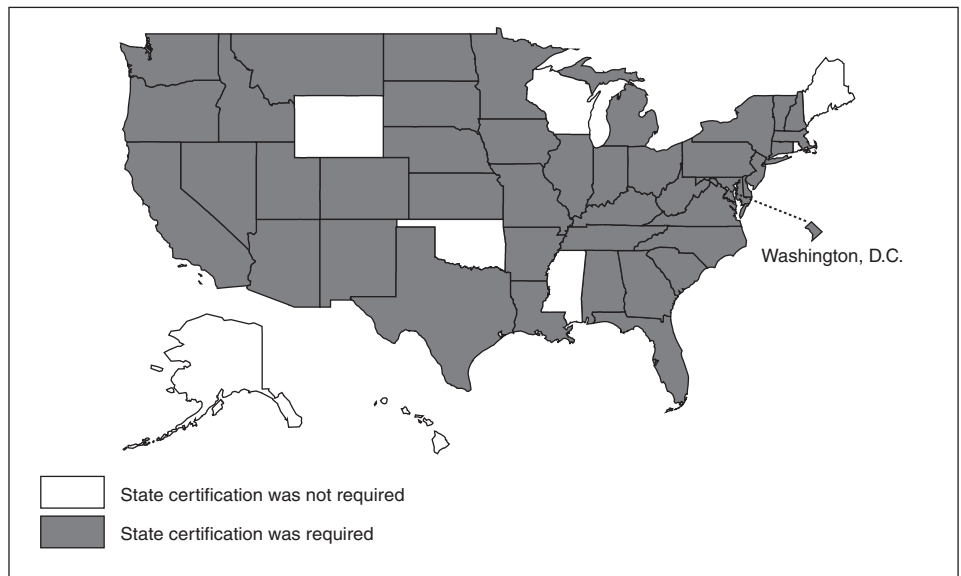 Washington, D.C.
State certification was not required
State certification was required